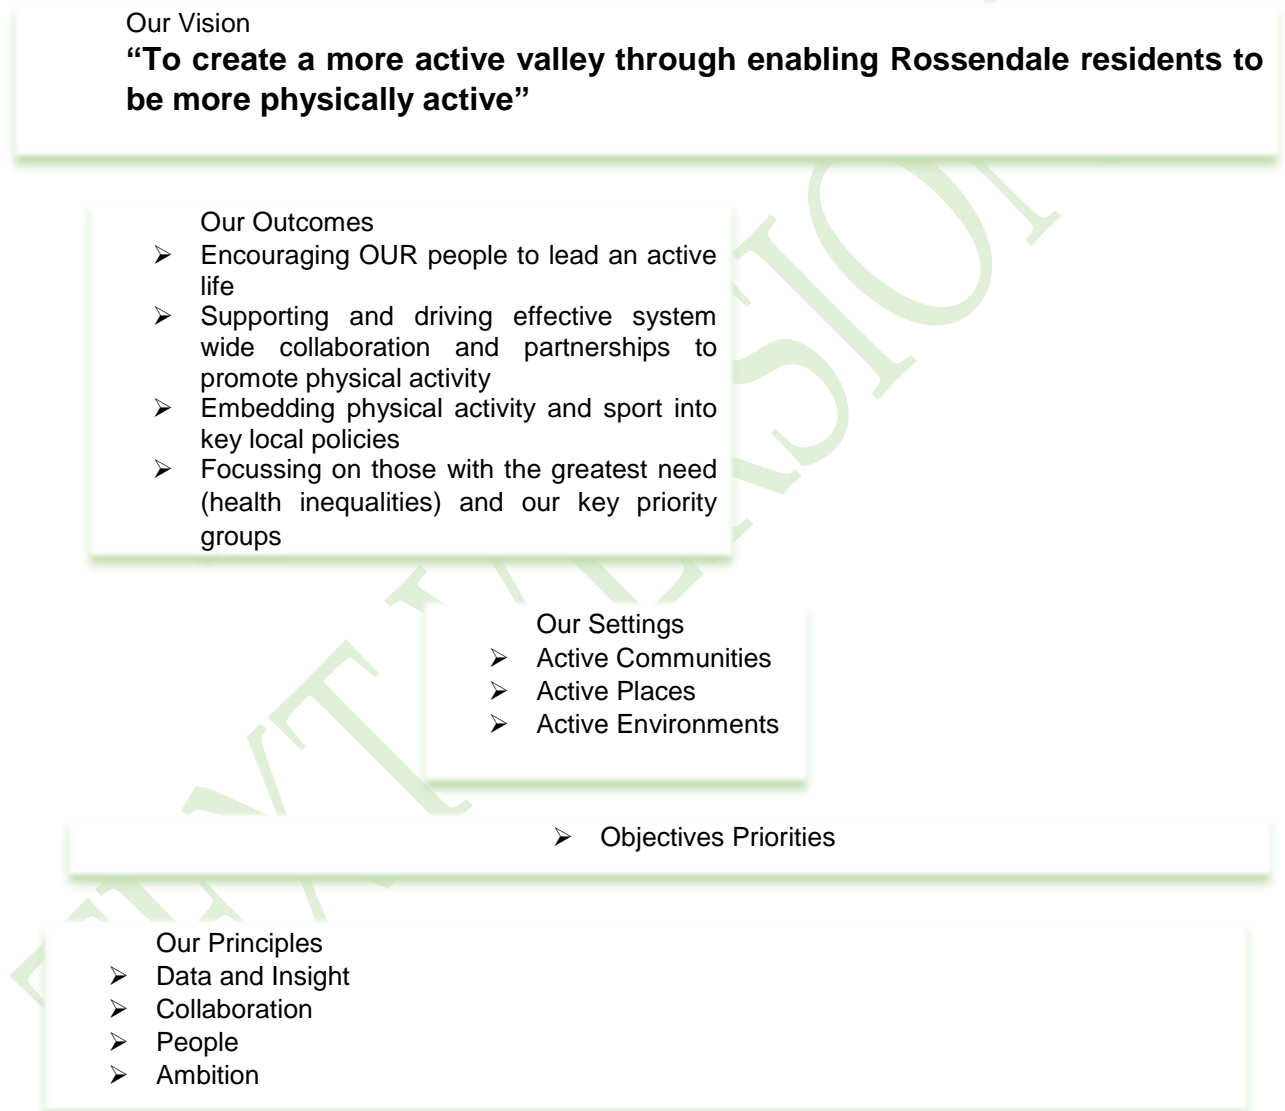 Our Vision
“To create a more active valley through enabling Rossendale residents to
be more physically active”
Our Outcomes
➢ Encouraging OUR people to lead an active
life
➢ Supporting and driving effective system
wide collaboration and partnerships to
promote physical activity
➢ Embedding physical activity and sport into
key local policies
➢ Focussing on those with the greatest need
(health inequalities) and our key priority
groups
Our Settings
➢ Active Communities
➢ Active Places
➢ Active Environments
➢ Objectives Priorities
Our Principles
➢ Data and Insight
➢ Collaboration
➢ People
➢ Ambition